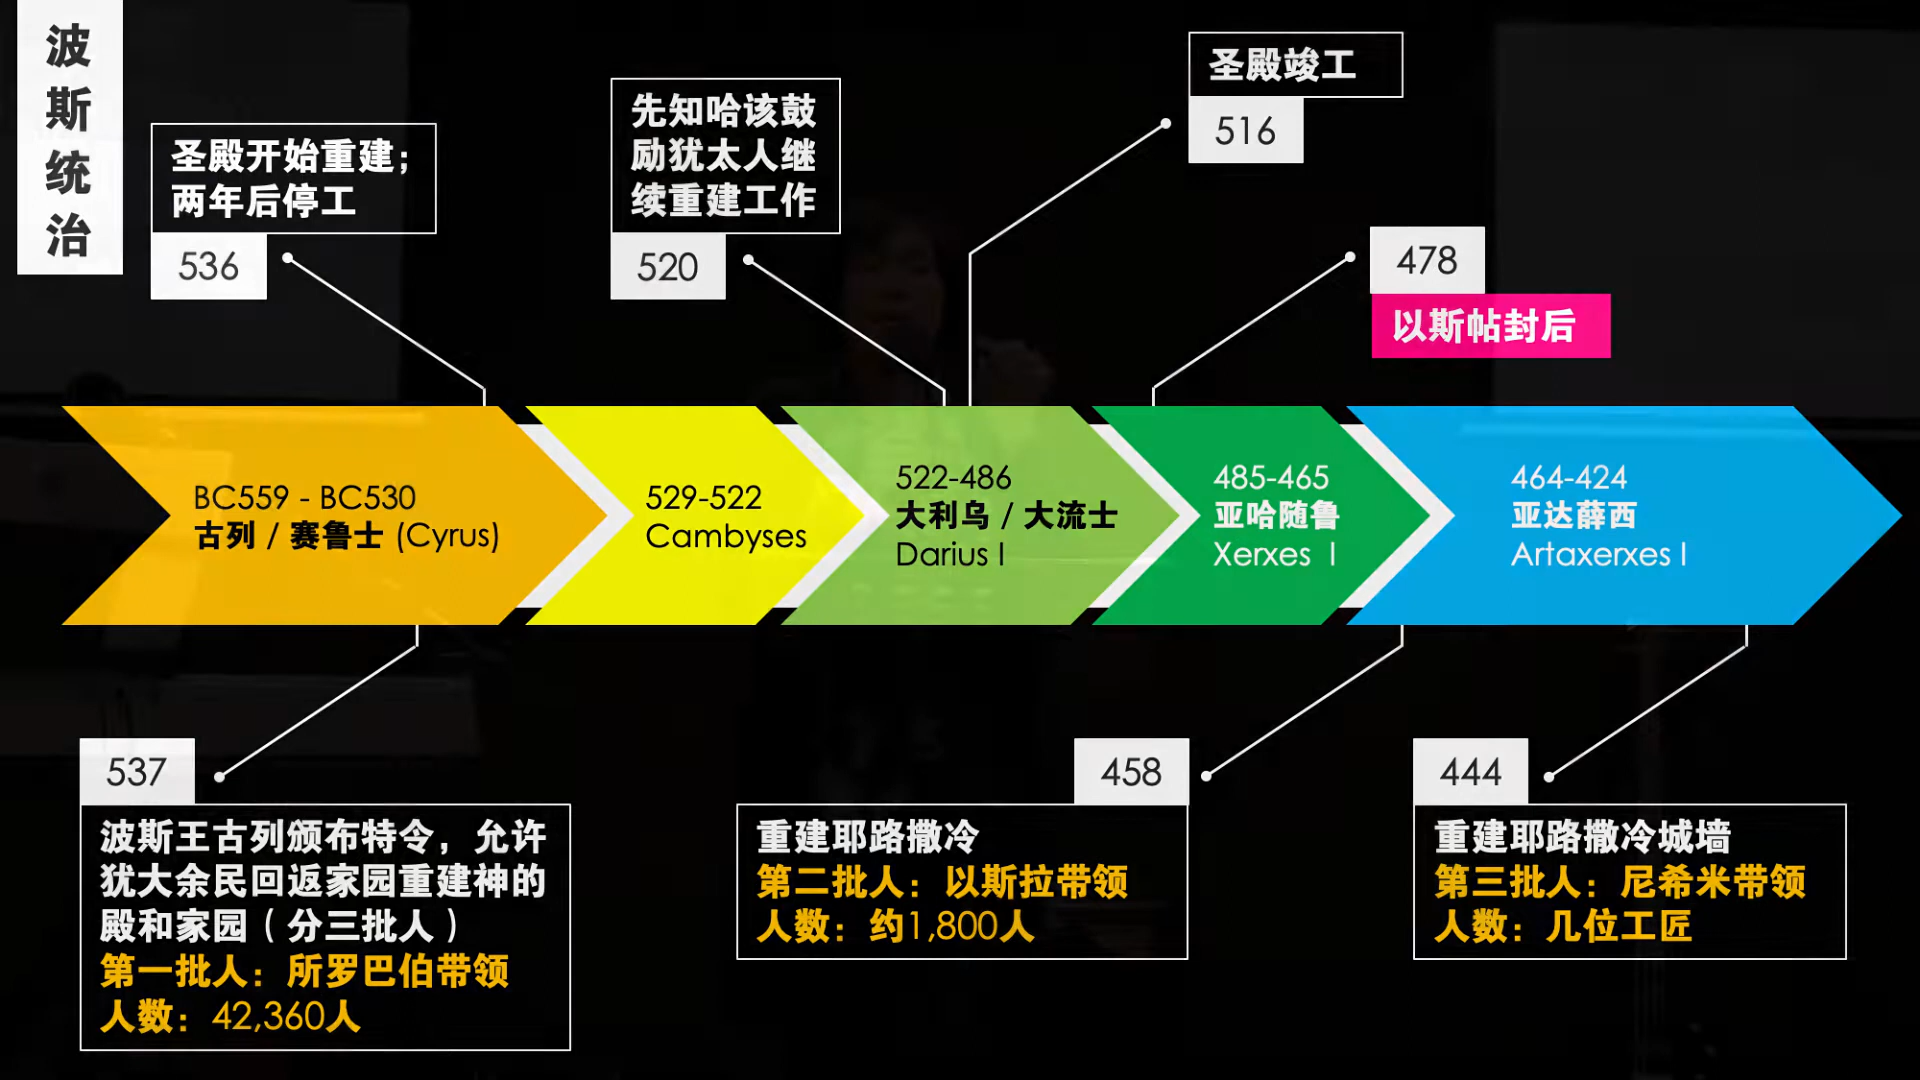 波斯统治
圣殿开始重建；
两年后停工
536
先知哈该鼓
励犹太人继
续重建工作
520
圣殿竣工
516
478
以斯帖封后
BC559 - BC530
古列 / 赛鲁士 (Cyrus)
529-522
Cambyses
522-486
大利乌 / 大流士
Darius I
485-465
亚哈随鲁
Xerxes I
464-424
亚达薛西
Artaxerxes I
537
波斯王古列颁布特令，允许
犹大余民回返家园重建神的
殿和家园（分三批人）
第一批人：所罗巴伯带领
人数：42,360人
458
重建耶路撒冷
第二批人：以斯拉带领
人数：约1,800人
444
重建耶路撒冷城墙
第三批人：尼希米带领
人数：几位工匠